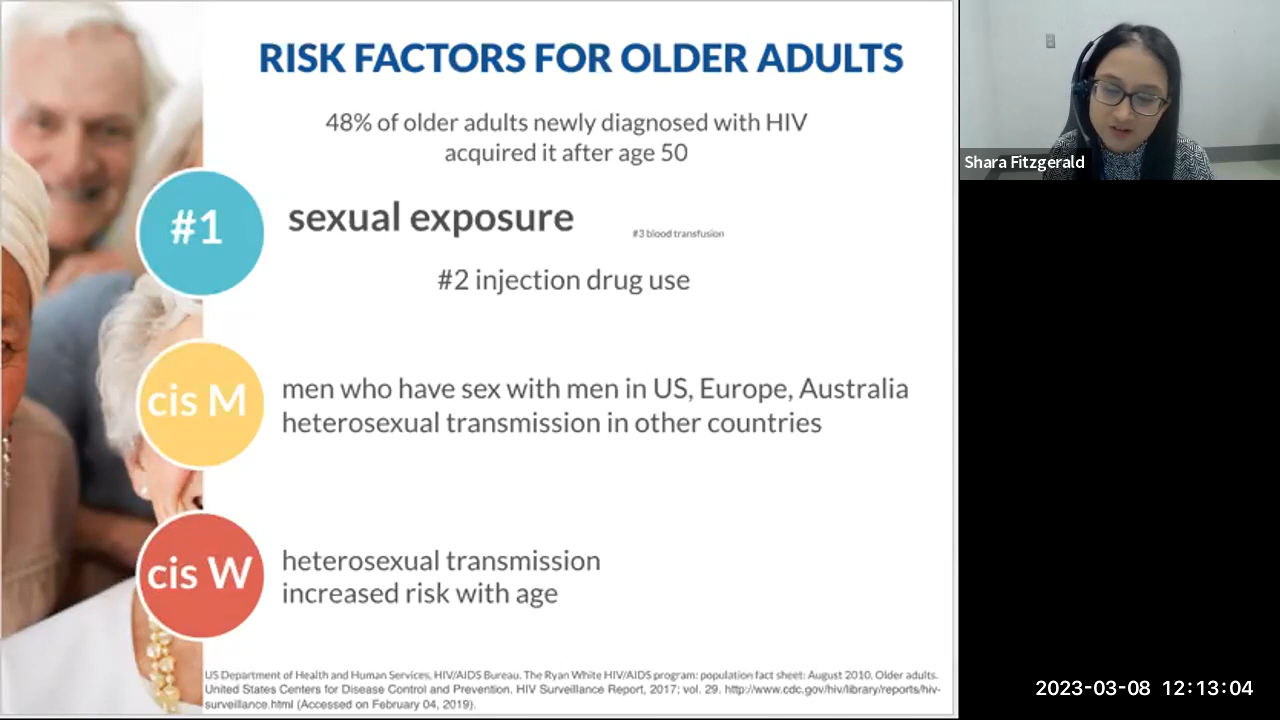 RISK FACTORS FOR OLDER ADULTS
48% of older adults newly diagnosed with HIV
acquired it after age 50
#1
sexual exposure
#3 blood transfusion
#2 injection drug use
cis M
men who have sex with men in US, Europe, Australia
heterosexual transmission in other countries
cis W
heterosexual transmission
increased risk with age
US Department of Health and Human Services, HIV/AIDS Bureau. The Ryan White HIV/AIDS program: population fact sheet: August 2010. Older adults.
United States Centers for Disease Control and Prevention. HIV Surveillance Report, 2017; vol. 29. http://www.cdc.gov/hiv/library/reports/hiv-
surveillance.html (Accessed on February 04, 2019).
Shara Fitzgerald
2023-03-08 12:13:04